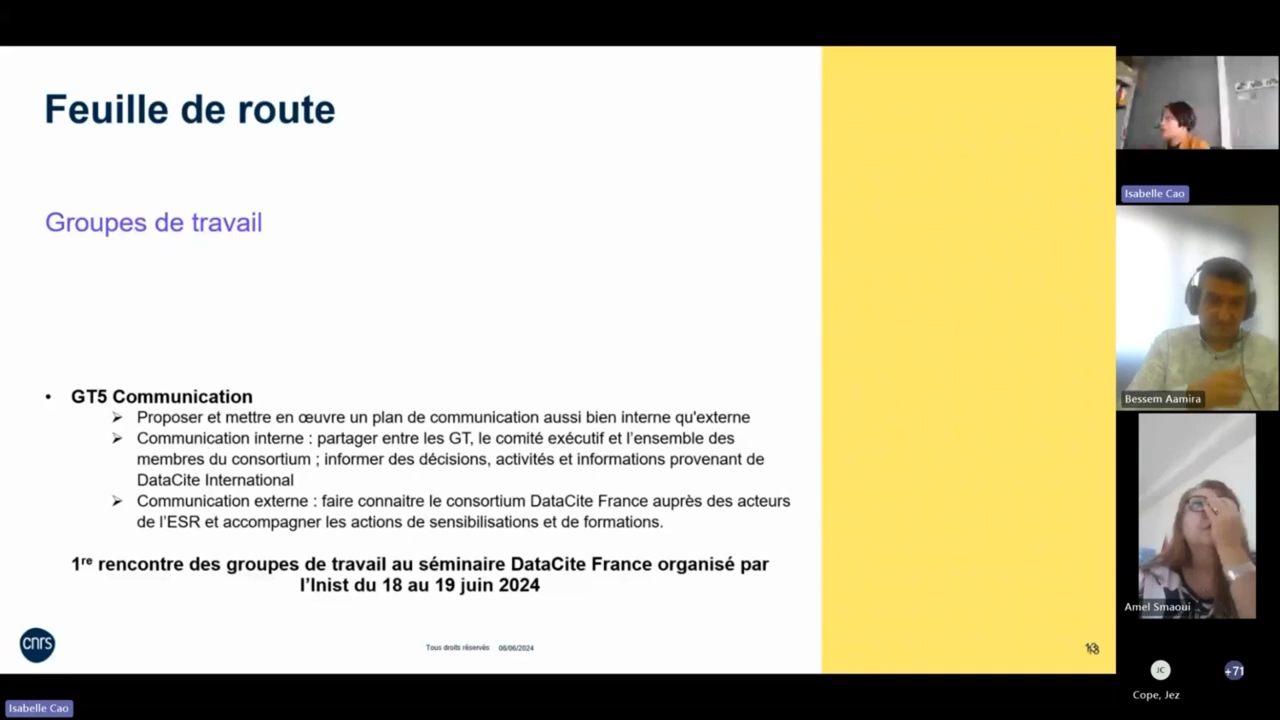 Feuille de route
Groupes de travail
• GT5 Communication
➢ Proposer et mettre en œuvre un plan de communication aussi bien interne qu'externe
➢ Communication interne : partager entre les GT, le comité exécutif et l’ensemble des
membres du consortium ; informer des décisions, activités et informations provenant de
DataCite International
➢ Communication externe : faire connaitre le consortium DataCite France auprès des acteurs
de l’ESR et accompagner les actions de sensibilisations et de formations.
1re rencontre des groupes de travail au séminaire DataCite France organisé par
l’Inist du 18 au 19 juin 2024
cnrs
Tous droits réservés 06/06/2024
Isabelle Cao
Isabelle Cao
Bessem Aamira
Amel Smaoui ...
JC
+71
Cope, Jez